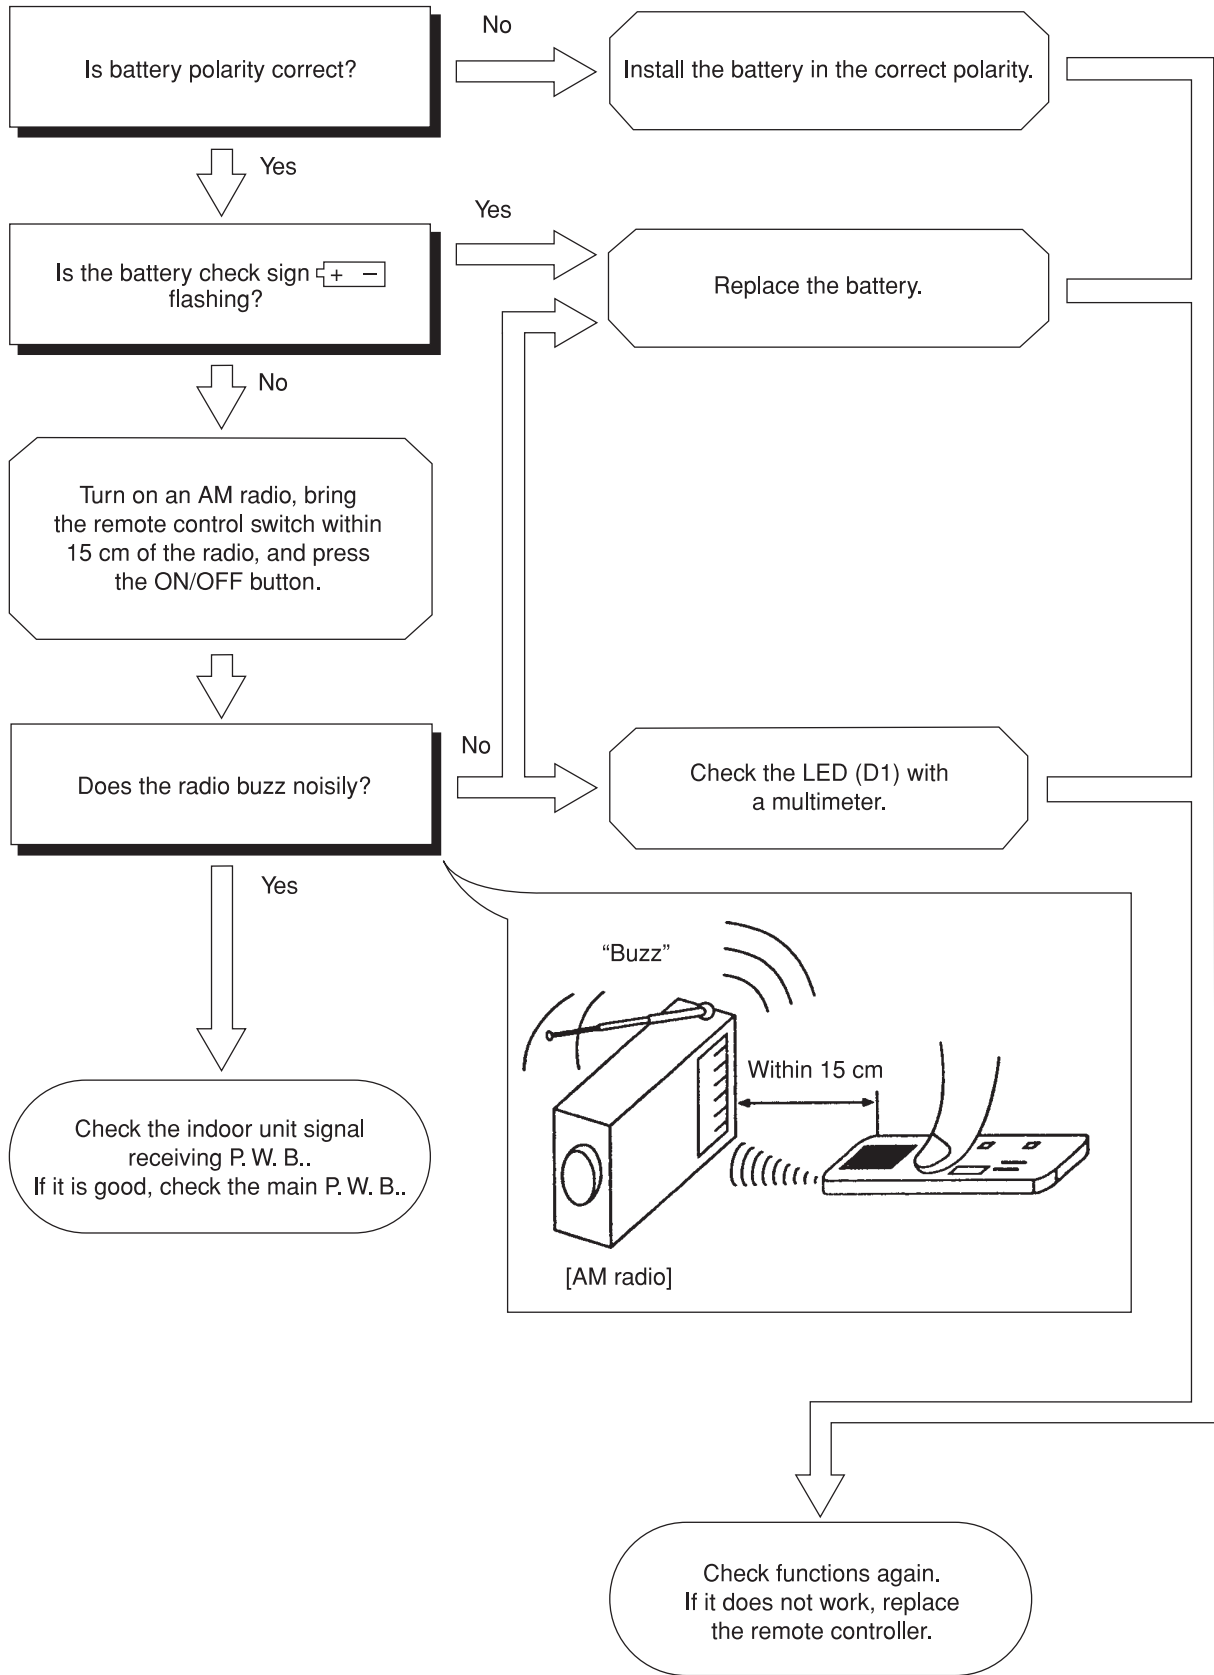 Is battery polarity correct?
No
Install the battery in the correct polarity.
Yes
Is the battery check sign + −
flashing?
Yes
Replace the battery.
No
Turn on an AM radio, bring
the remote control switch within
15 cm of the radio, and press
the ON/OFF button.
Does the radio buzz noisily?
No
Check the LED (D1) with
a multimeter.
Yes
Check the indoor unit signal
receiving P. W. B..
If it is good, check the main P. W. B..
“Buzz”
Within 15 cm
[AM radio]
Check functions again.
If it does not work, replace
the remote controller.